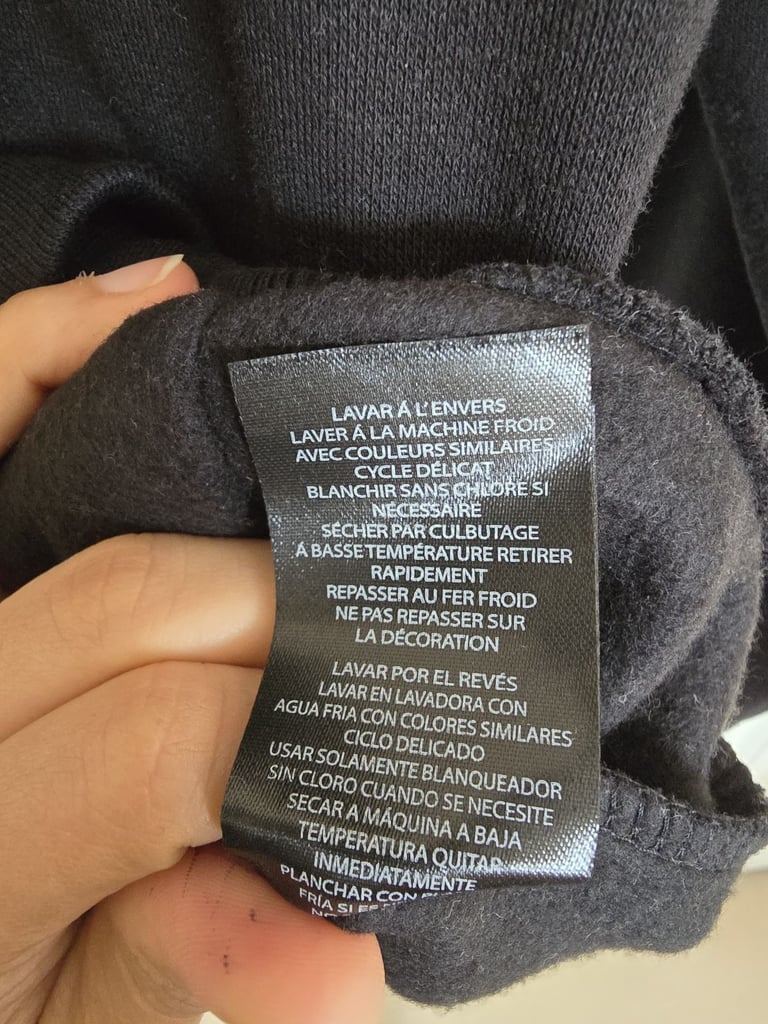 LAVAR Á L'ENVERS
LAVER Á LA MACHINE FROID
AVEC COULEURS SIMILAIRES
CYCLE DÉLICAT
BLANCHIR SANS CHLORE SI
NÉCESSAIRE
SÉCHER PAR CULBUTAGE
Á BASSE TEMPÉRATURE RETIRER
RAPIDEMENT
REPASSER AU FER FROID
NE PAS REPASSER SUR
LA DÉCORATION
LAVAR POR EL REVÉS
LAVAR EN LAVADORA CON
AGUA FRIA CON COLORES SIMILARES
CICLO DELICADO
USAR SOLAMENTE BLANQUEADOR
SIN CLORO CUANDO SE NECESITE
SECAR A MÁQUINA A BAJA
TEMPERATURA QUITAR
INMEDIATAMENTE
PLANCHAR CON
FRÍA SI